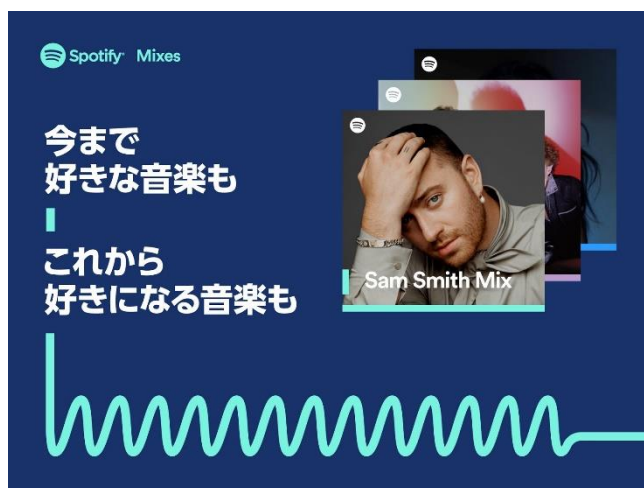 Spotify Mixes
今まで
好きな音楽も
これから
好きになる音楽も
Sam Smith Mix